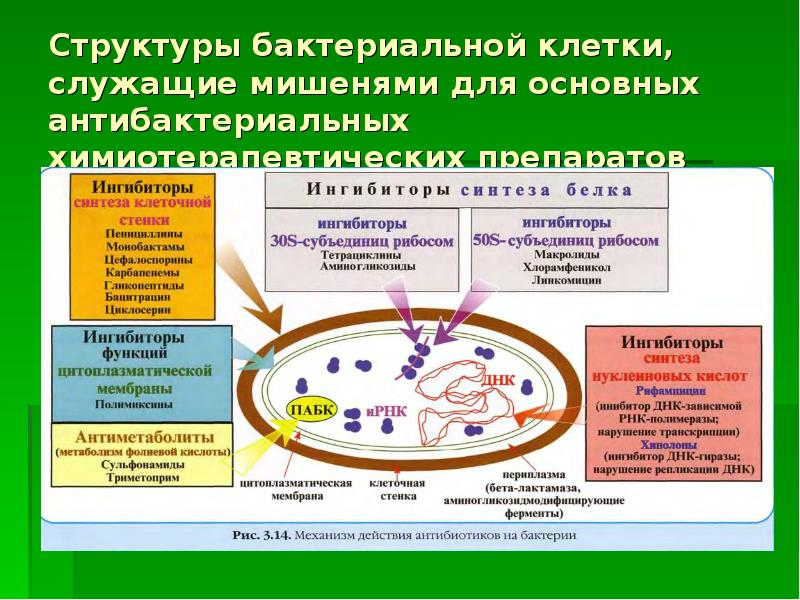 Структуры бактериальной клетки,
служащие мишенями для основных
антибактериальных
химиотерапевтических препаратов
Ингибиторы
синтеза клеточной
стенки
Пенициллины
Монобактамы
Цефалоспорины
Карбапенемы
Гликопептиды
Бацитрацин
Циклосерин
Ингибиторы синтеза белка
ингибиторы
30S-субъединиц рибосом
Тетрациклины
Аминогликозиды
ингибиторы
50S-субъединиц рибосом
Макролиды
Хлорамфеникол
Линкомицин
Ингибиторы
функций
цитоплазматической
мембраны
Полимиксины
Антиметаболиты
(метаболизм фолиевой кислоты)
Сульфонамиды
Триметоприм
ПАБК
иРНК
ДНК
Ингибиторы
синтеза
нуклеиновых кислот
Рифампицин
(инибитор ДНК-зависимой
РНК-полимеразы;
нарушение транскрипции)
Хинолоны
(ингибитор ДНК-гиразы;
нарушение репликации ДНК)
цитоплазматическая
мембрана
клеточная
стенка
периплазма
(бета-лактамаза,
аминогликозидмодифицирующие
ферменты)
Рис. 3.14. Механизм действия антибиотиков на бактерии